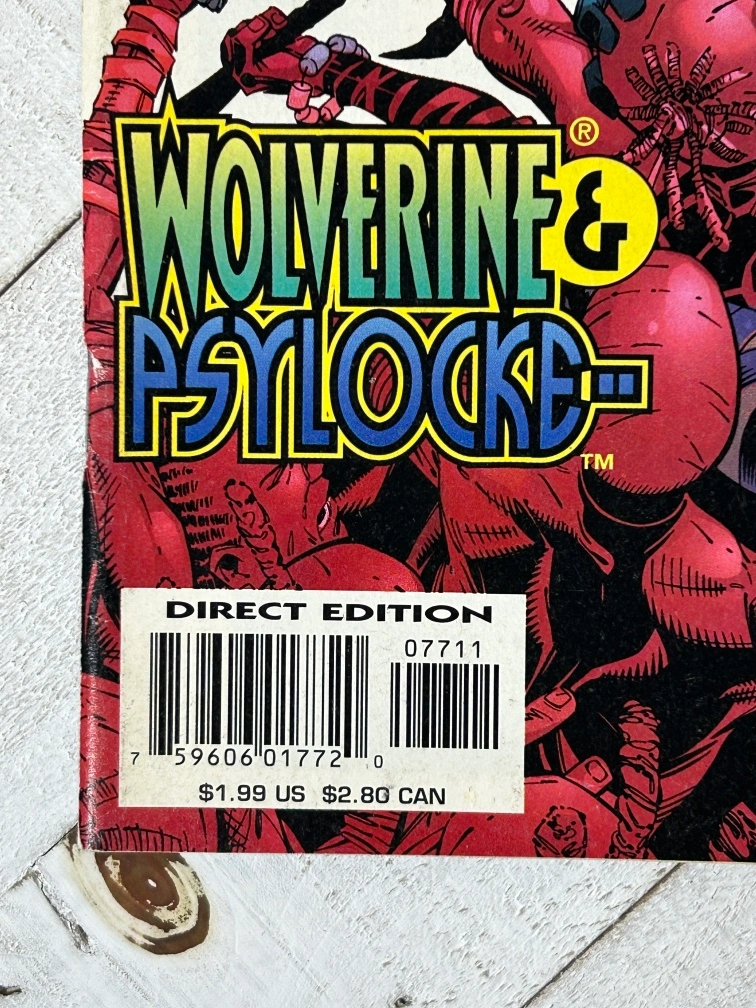 WOLVERINE ®
&
PSYLOCKE
TM
DIRECT EDITION
07711
7 59606 01772 0
$1.99 US $2.80 CAN